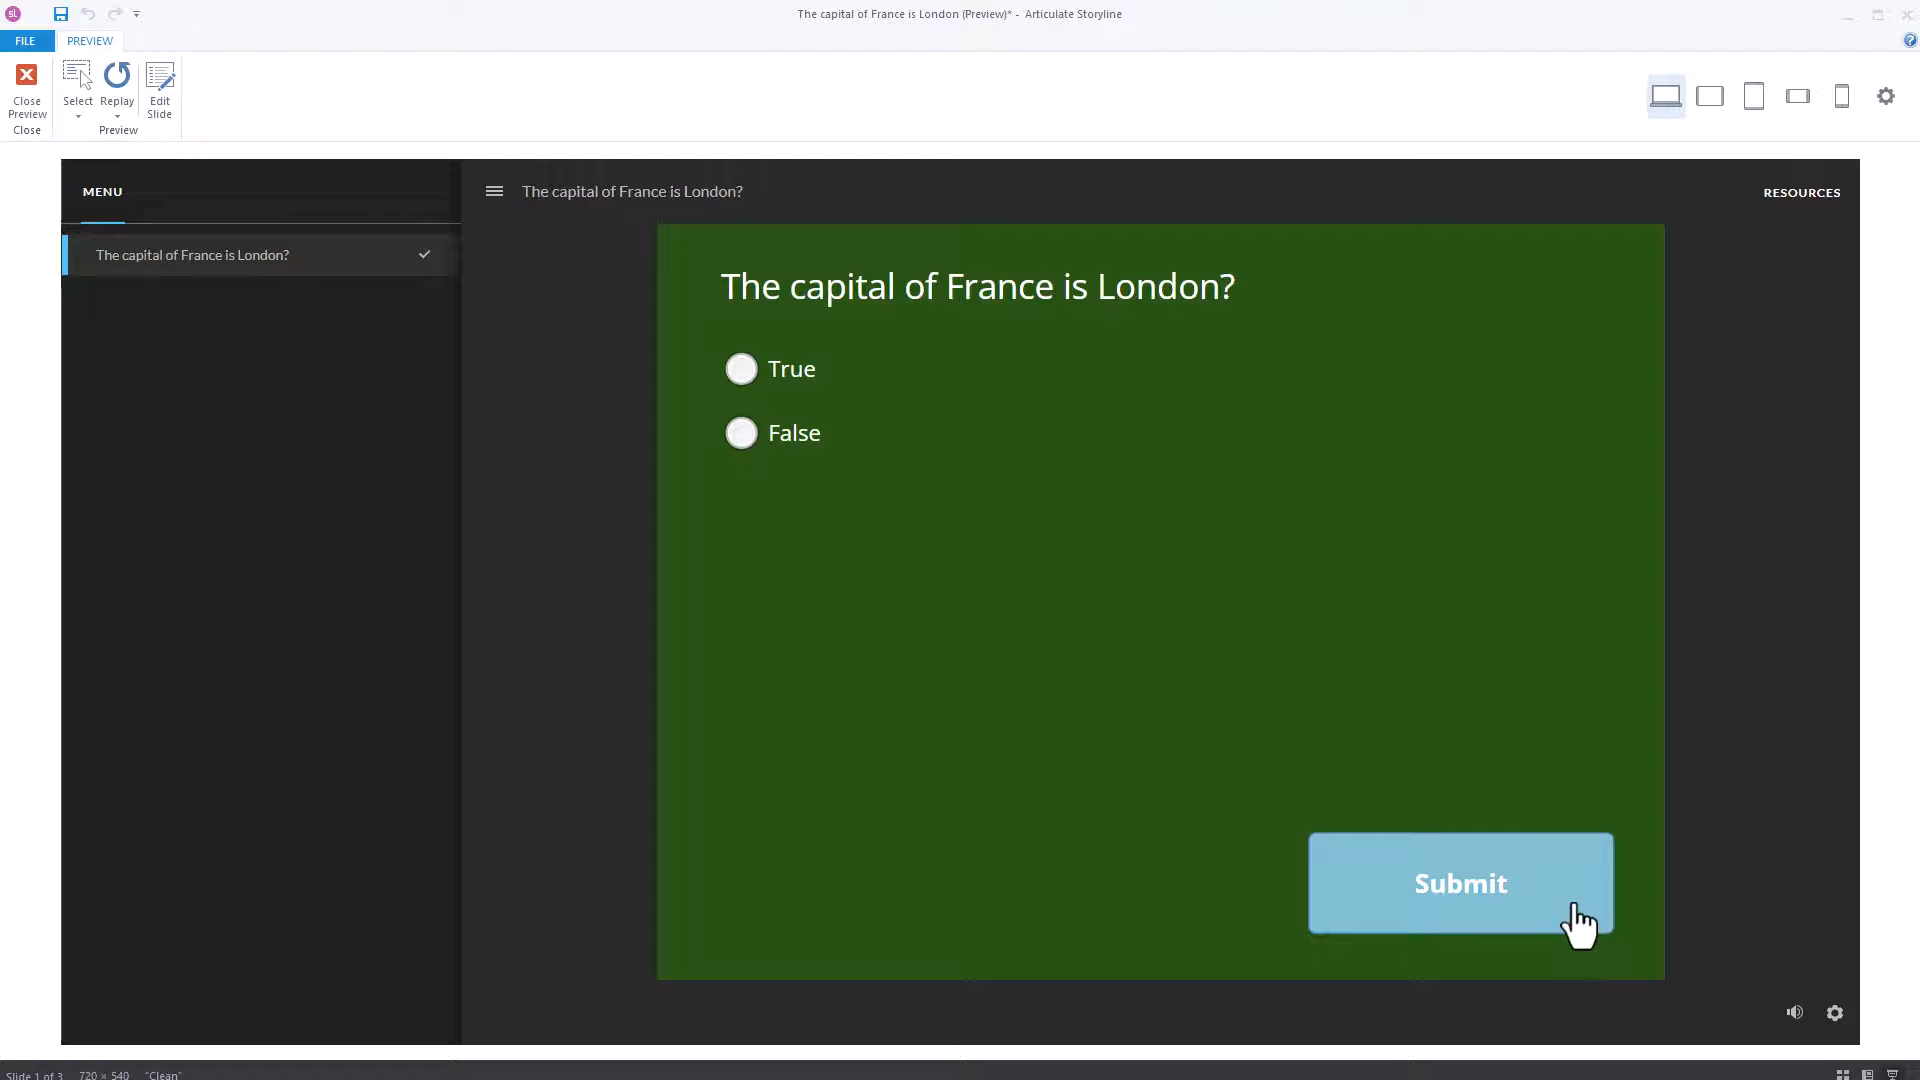 The capital of France is London (Preview)* - Articulate Storyline
FILE
PREVIEW
Close
Preview
Select
Replay
Edit
Slide
Close
Preview
MENU
The capital of France is London?
RESOURCES
The capital of France is London?
The capital of France is London?
True
False
Submit
Slide 1 of 3
720 × 540
"Clean"